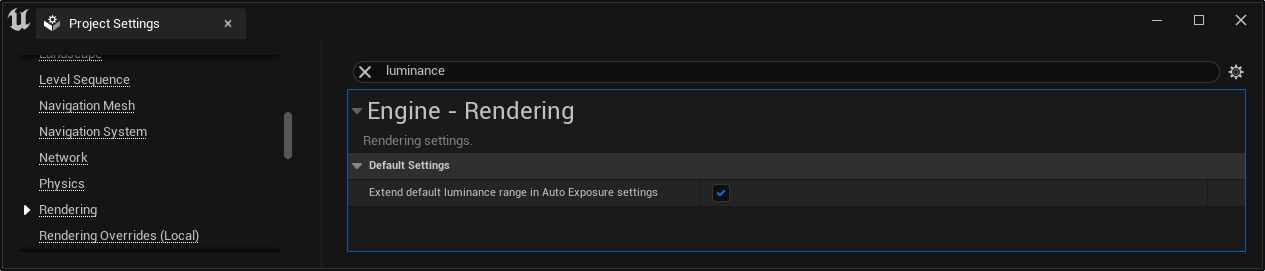 Project Settings
Landscape
Level Sequence
Navigation Mesh
Navigation System
Network
Physics
Rendering
Rendering Overrides (Local)
luminance
Engine - Rendering
Rendering settings.
Default Settings
Extend default luminance range in Auto Exposure settings